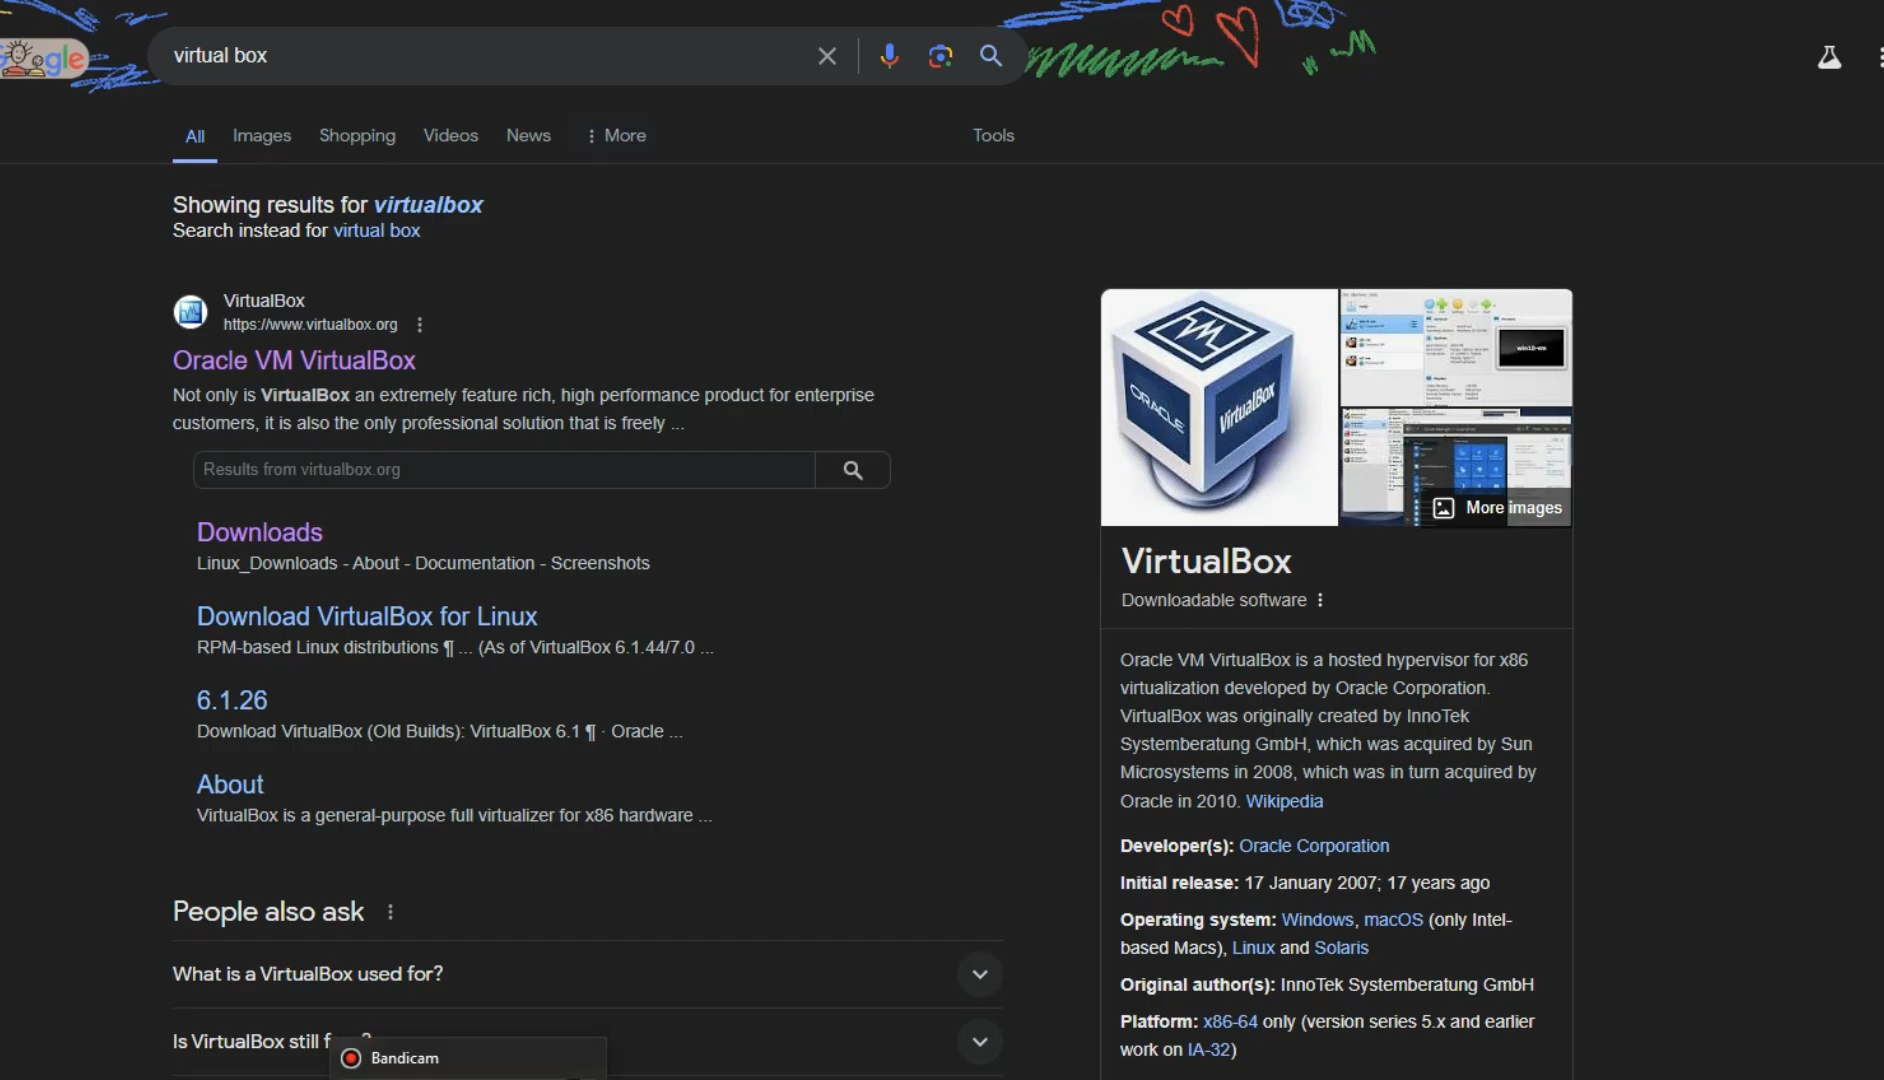 Google
virtual box
All
Images
Shopping
Videos
News
More
Tools
Showing results for virtualbox
Search instead for virtual box
VirtualBox
https://www.virtualbox.org
Oracle VM VirtualBox
Not only is VirtualBox an extremely feature rich, high performance product for enterprise
customers, it is also the only professional solution that is freely ...
Results from virtualbox.org
Downloads
Linux_Downloads - About - Documentation - Screenshots
Download VirtualBox for Linux
RPM-based Linux distributions ¶ ... (As of VirtualBox 6.1.44/7.0 ...
6.1.26
Download VirtualBox (Old Builds): VirtualBox 6.1 ¶ · Oracle ...
About
VirtualBox is a general-purpose full virtualizer for x86 hardware ...
People also ask
What is a VirtualBox used for?
Is VirtualBox still f
Bandicam
ORACLE
VirtualBox
win10-vm
More images
VirtualBox
Downloadable software
Oracle VM VirtualBox is a hosted hypervisor for x86
virtualization developed by Oracle Corporation.
VirtualBox was originally created by InnoTek
Systemberatung GmbH, which was acquired by Sun
Microsystems in 2008, which was in turn acquired by
Oracle in 2010. Wikipedia
Developer(s): Oracle Corporation
Initial release: 17 January 2007; 17 years ago
Operating system: Windows, macOS (only Intel-
based Macs), Linux and Solaris
Original author(s): InnoTek Systemberatung GmbH
Platform: x86-64 only (version series 5.x and earlier
work on IA-32)